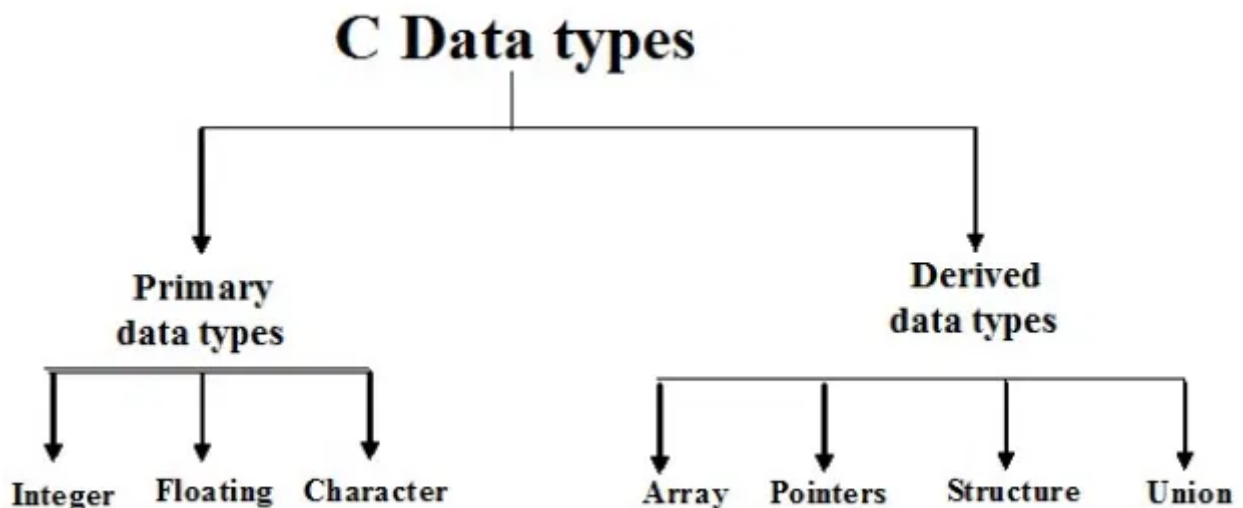 C Data types
Primary
data types
Derived
data types
Integer Floating Character
Array Pointers Structure Union